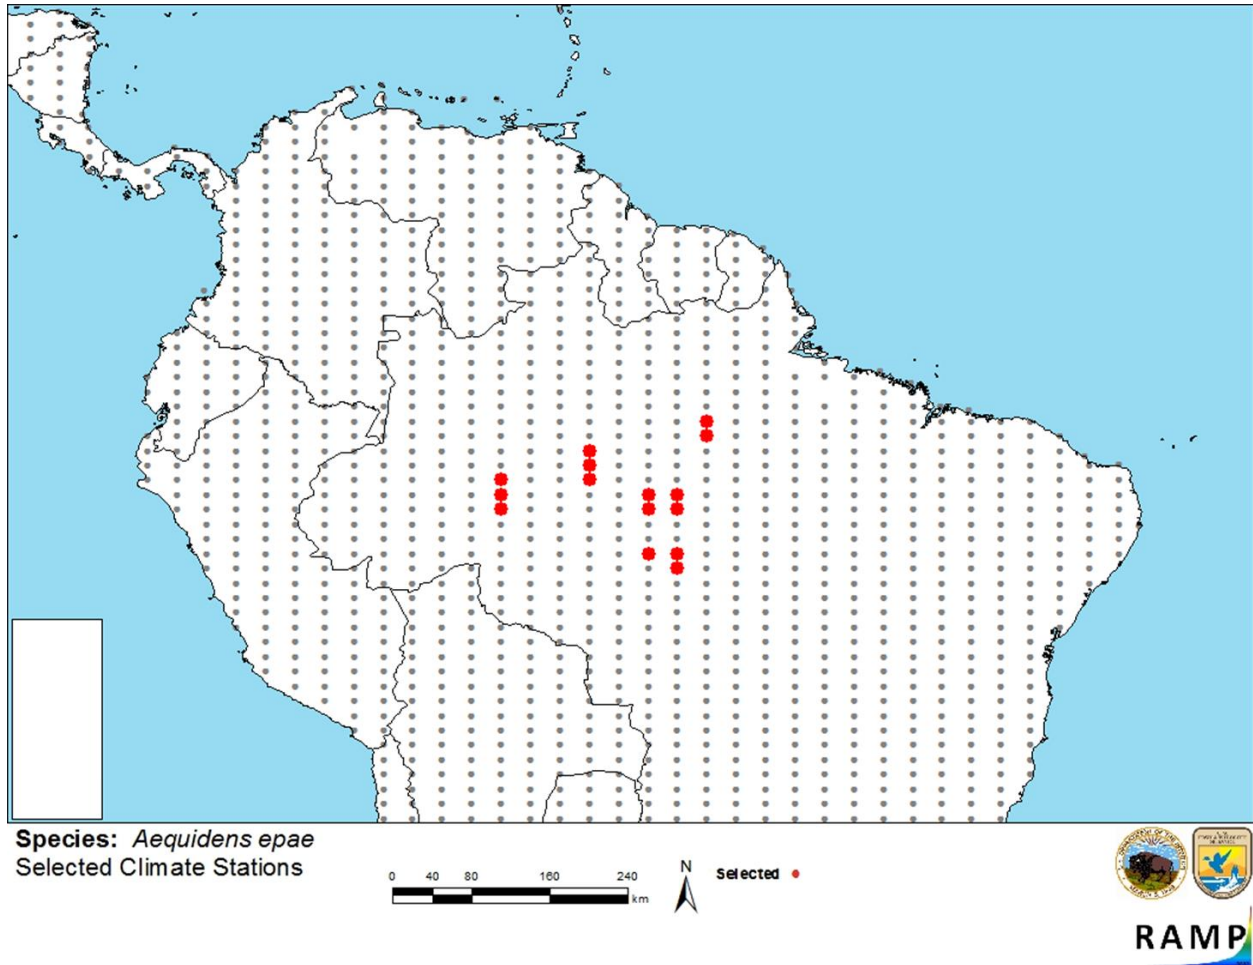 Species: Aequidens epae
Selected Climate Stations
0 40 80 160 240
km
N
Selected
RAMP